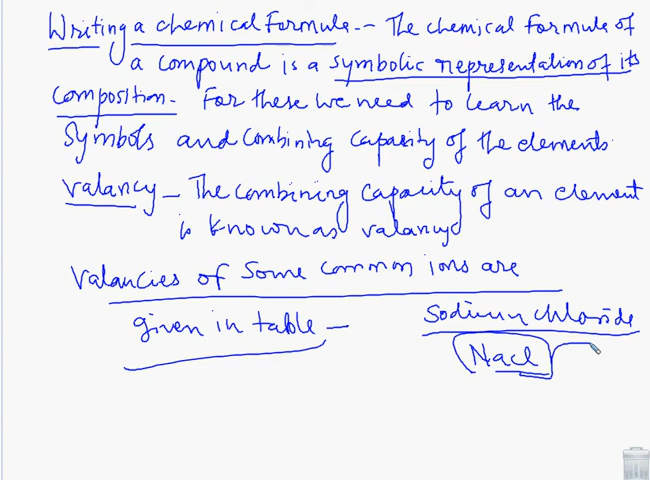 Writing a chemical formula. - The chemical formula of
a compound is a symbolic representation of its
composition - For these we need to learn the
symbols and combining capacity of the elements.
Valancy - The combining capacity of an element
is known as valancy
Valancies of some common ions are
given in table -
Sodium chloride
Nacl